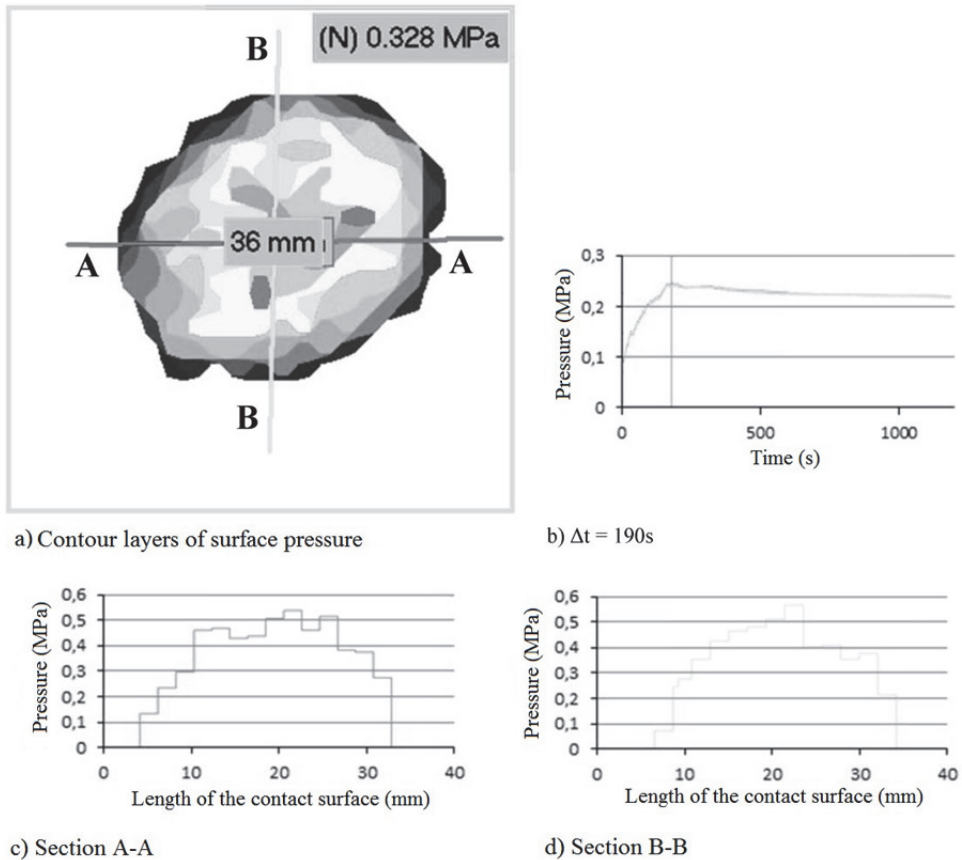 B
(N) 0.328 MPa
36 mm
A
A
B
a) Contour layers of surface pressure
Pressure (MPa)
0,3
0,2
0,1
0
0
500
1000
Time (s)
b) Δt = 190s
Pressure (MPa)
0,6
0,5
0,4
0,3
0,2
0,1
0
0
10
20
30
40
Length of the contact surface (mm)
c) Section A-A
Pressure (MPa)
0,6
0,5
0,4
0,3
0,2
0,1
0
0
10
20
30
40
Length of the contact surface (mm)
d) Section B-B